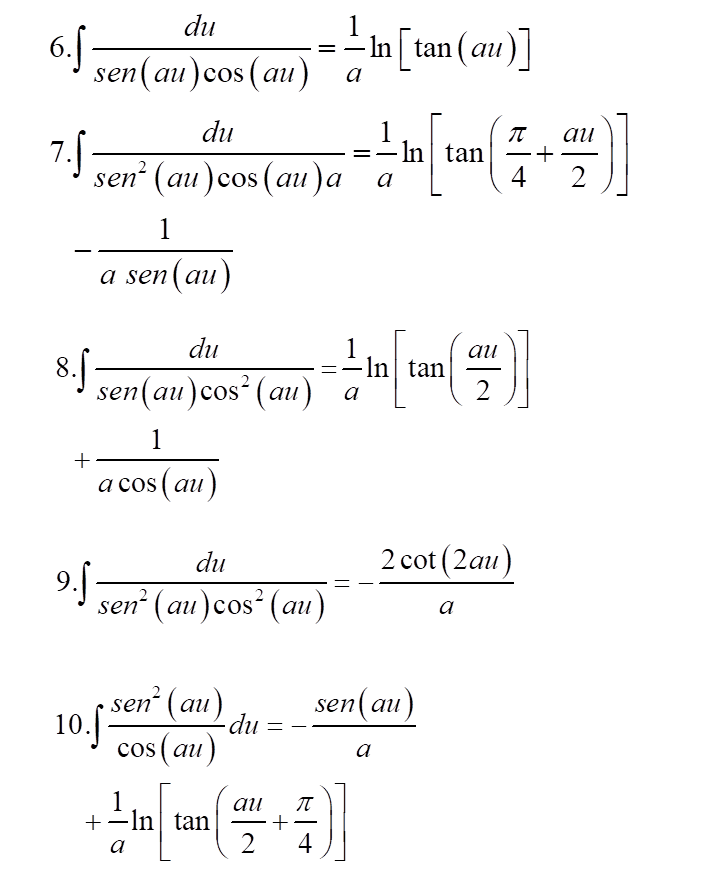 6. ∫ du / sen(au)cos(au) = 1/a ln[tan(au)]
7. ∫ du / sen²(au)cos(au)a = 1/a ln[tan(π/4 + au/2)]
− 1 / a sen(au)
8. ∫ du / sen(au)cos²(au) = 1/a ln[tan(au/2)]
+ 1 / a cos(au)
9. ∫ du / sen²(au)cos²(au) = − 2cot(2au) / a
10. ∫ sen²(au) / cos(au) du = − sen(au) / a
+ 1/a ln[tan(au/2 + π/4)]